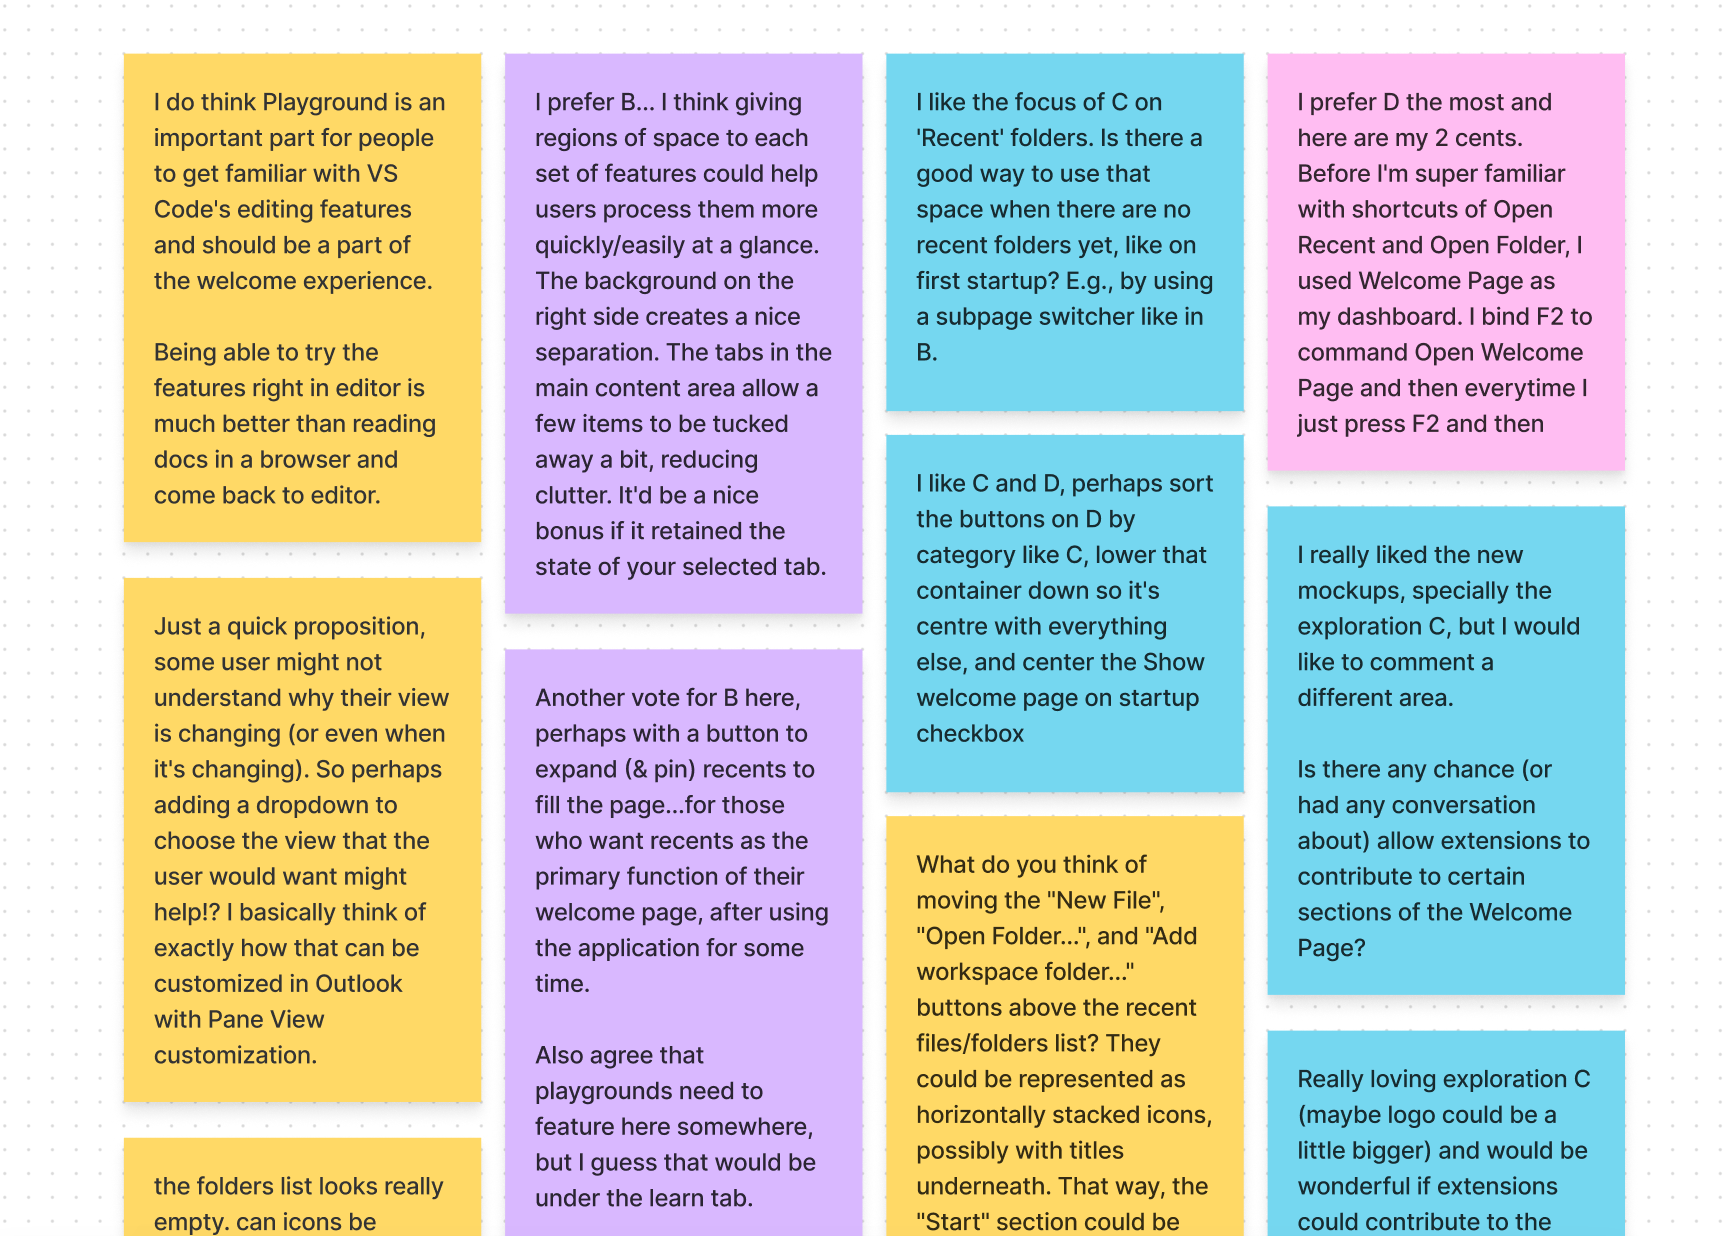 I do think Playground is an
important part for people
to get familiar with VS
Code's editing features
and should be a part of
the welcome experience.
Being able to try the
features right in editor is
much better than reading
docs in a browser and
come back to editor.
Just a quick proposition,
some user might not
understand why their view
is changing (or even when
it's changing). So perhaps
adding a dropdown to
choose the view that the
user would want might
help!? I basically think of
exactly how that can be
customized in Outlook
with Pane View
customization.
the folders list looks really
empty. can icons be
I prefer B... I think giving
regions of space to each
set of features could help
users process them more
quickly/easily at a glance.
The background on the
right side creates a nice
separation. The tabs in the
main content area allow a
few items to be tucked
away a bit, reducing
clutter. It'd be a nice
bonus if it retained the
state of your selected tab.
Another vote for B here,
perhaps with a button to
expand (& pin) recents to
fill the page...for those
who want recents as the
primary function of their
welcome page, after using
the application for some
time.
Also agree that
playgrounds need to
feature here somewhere,
but I guess that would be
under the learn tab.
I like the focus of C on
'Recent' folders. Is there a
good way to use that
space when there are no
recent folders yet, like on
first startup? E.g., by using
a subpage switcher like in
B.
I like C and D, perhaps sort
the buttons on D by
category like C, lower that
container down so it's
centre with everything
else, and center the Show
welcome page on startup
checkbox
What do you think of
moving the "New File",
"Open Folder...", and "Add
workspace folder..."
buttons above the recent
files/folders list? They
could be represented as
horizontally stacked icons,
possibly with titles
underneath. That way, the
"Start" section could be
I prefer D the most and
here are my 2 cents.
Before I'm super familiar
with shortcuts of Open
Recent and Open Folder, I
used Welcome Page as
my dashboard. I bind F2 to
command Open Welcome
Page and then everytime I
just press F2 and then
I really liked the new
mockups, specially the
exploration C, but I would
like to comment a
different area.
Is there any chance (or
had any conversation
about) allow extensions to
contribute to certain
sections of the Welcome
Page?
Really loving exploration C
(maybe logo could be a
little bigger) and would be
wonderful if extensions
could contribute to the